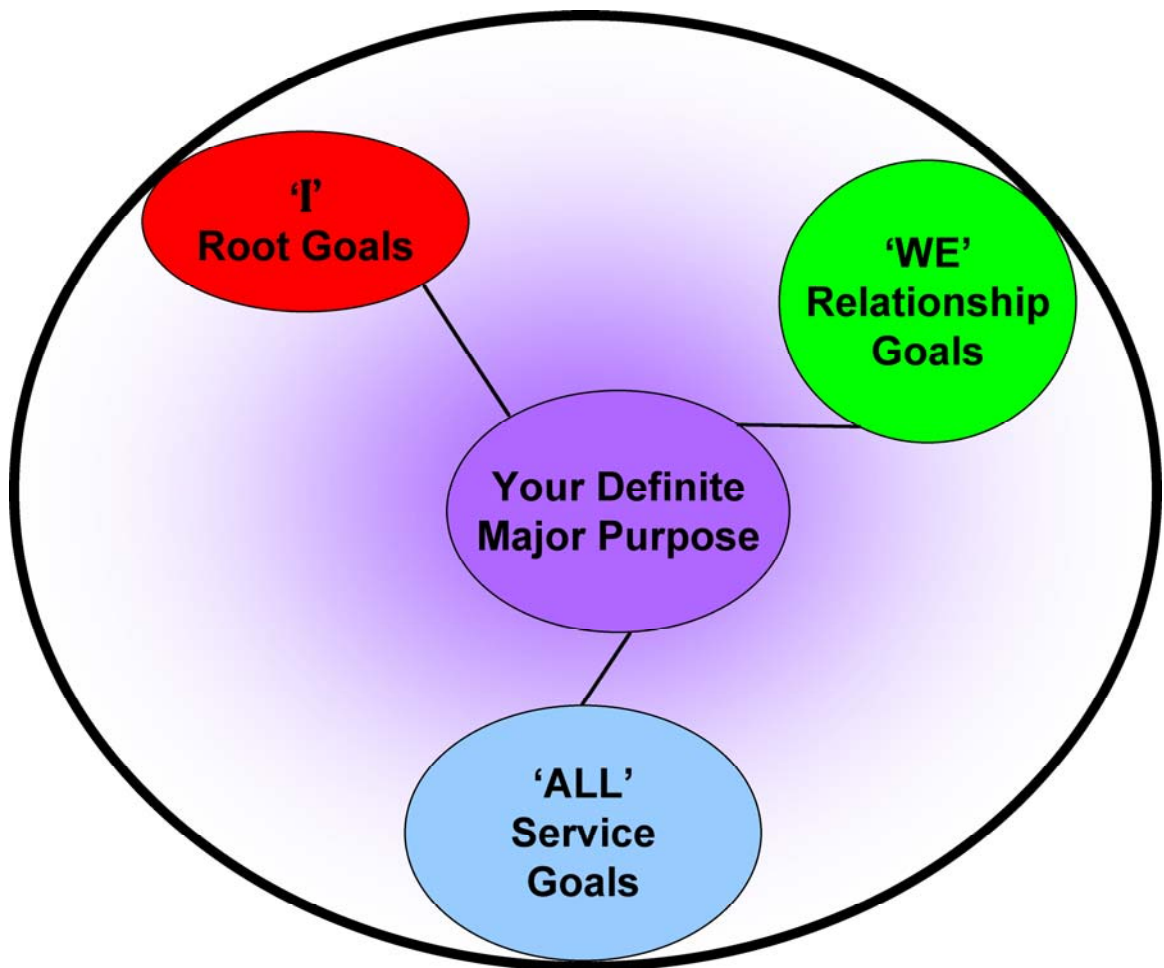 ‘I’
Root Goals
‘WE’
Relationship
Goals
Your Definite
Major Purpose
‘ALL’
Service
Goals